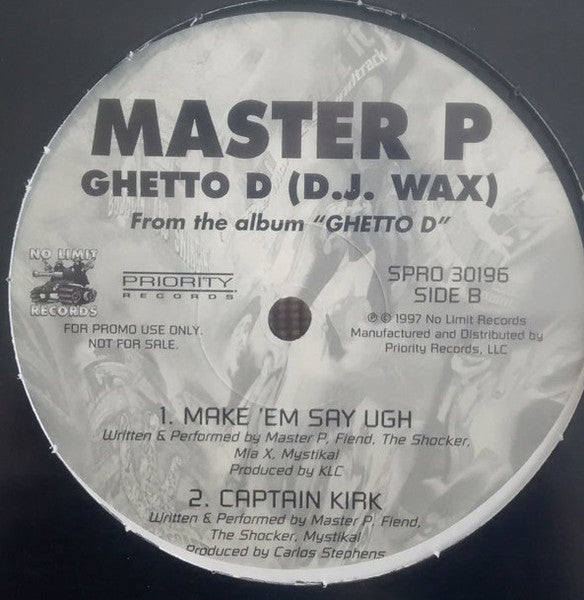 MASTER P
GHETTO D (D.J. WAX)
From the album "GHETTO D"
NO LIMIT
RECORDS
PRIORITY
RECORDS
FOR PROMO USE ONLY.
NOT FOR SALE.
SPRO 30196
SIDE B
℗ © 1997 No Limit Records
Manufactured and Distributed by
Priority Records, LLC
1. MAKE 'EM SAY UGH
Written & Performed by Master P, Fiend, The Shocker,
Mia X, Mystikal
Produced by KLC
2. CAPTAIN KIRK
Written & Performed by Master P, Fiend,
The Shocker, Mystikal
Produced by Carlos Stephens